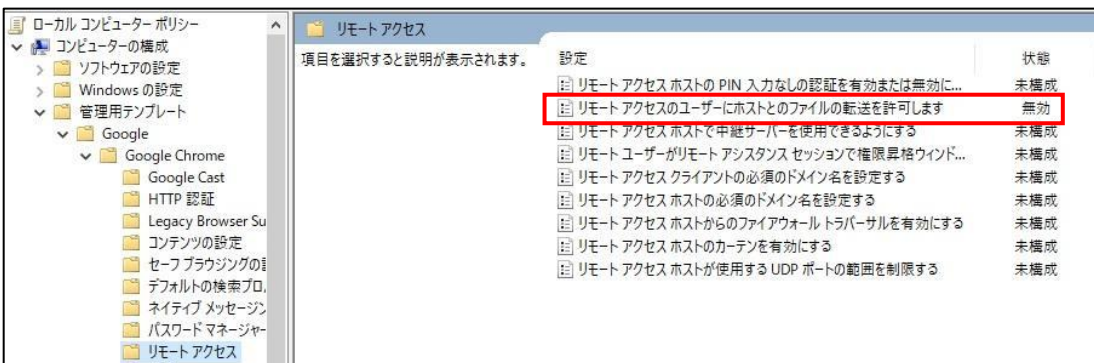 ローカル コンピューター ポリシー
コンピューターの構成
ソフトウェアの設定
Windows の設定
管理用テンプレート
Google
Google Chrome
Google Cast
HTTP 認証
Legacy Browser Su
コンテンツの設定
セーフ ブラウジングの
デフォルトの検索プロ
ネイティブ メッセージン
パスワード マネージャー
リモート アクセス
リモート アクセス
項目を選択すると説明が表示されます。
設定 状態
リモート アクセス ホストの PIN 入力なしの認証を有効または無効に... 未構成
リモート アクセスのユーザーにホストとのファイルの転送を許可します 無効
リモート アクセス ホストで中継サーバーを使用できるようにする 未構成
リモート ユーザーがリモート アシスタンス セッションで権限昇格ウィンド... 未構成
リモート アクセス クライアントの必須のドメイン名を設定する 未構成
リモート アクセス ホストの必須のドメイン名を設定する 未構成
リモート アクセス ホストからのファイアウォール トラバーサルを有効にする 未構成
リモート アクセス ホストのカーテンを有効にする 未構成
リモート アクセス ホストが使用する UDP ポートの範囲を制限する 未構成